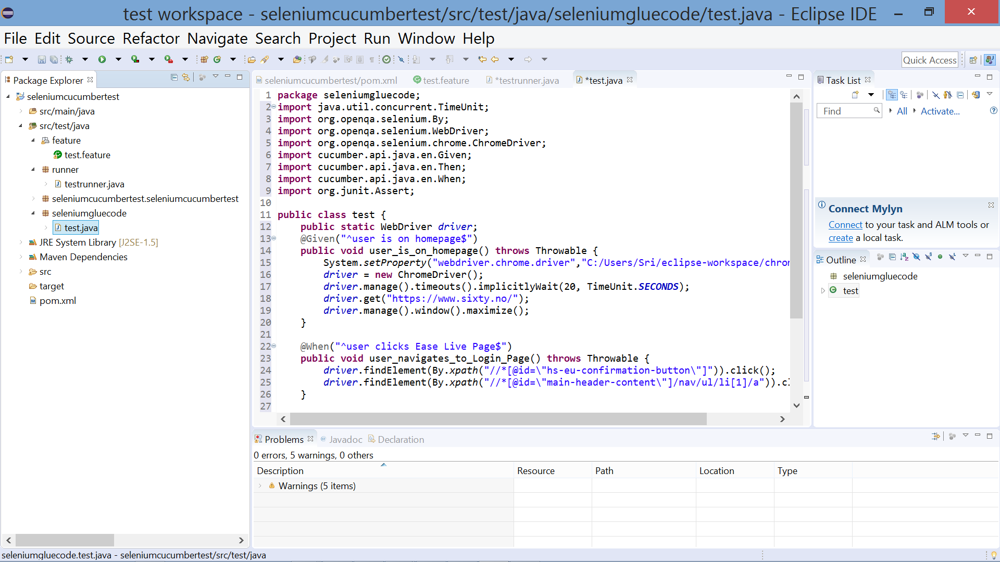 test workspace - seleniumcucumbertest/src/test/java/seleniumgluecode/test.java - Eclipse IDE
File Edit Source Refactor Navigate Search Project Run Window Help
Quick Access
Package Explorer
seleniumcucumbertest
src/main/java
src/test/java
feature
test.feature
runner
testrunner.java
seleniumcucumbertest.seleniumcucumbertest
seleniumgluecode
test.java
JRE System Library [J2SE-1.5]
Maven Dependencies
src
target
pom.xml
seleniumcucumbertest/pom.xml test.feature *testrunner.java *test.java
1 package seleniumgluecode;
2 import java.util.concurrent.TimeUnit;
3 import org.openqa.selenium.By;
4 import org.openqa.selenium.WebDriver;
5 import org.openqa.selenium.chrome.ChromeDriver;
6 import cucumber.api.java.en.Given;
7 import cucumber.api.java.en.Then;
8 import cucumber.api.java.en.When;
9 import org.junit.Assert;
10
11 public class test {
12 public static WebDriver driver;
13 @Given("^user is on homepage$")
14 public void user_is_on_homepage() throws Throwable {
15 System.setProperty("webdriver.chrome.driver","C:/Users/Sri/eclipse-workspace/chro
16 driver = new ChromeDriver();
17 driver.manage().timeouts().implicitlyWait(20, TimeUnit.SECONDS);
18 driver.get("https://www.sixty.no/");
19 driver.manage().window().maximize();
20 }
21
22 @When("^user clicks Ease Live Page$")
23 public void user_navigates_to_Login_Page() throws Throwable {
24 driver.findElement(By.xpath("//*[@id=\"hs-eu-confirmation-button\"]")).click();
25 driver.findElement(By.xpath("//*[@id=\"main-header-content\"]/nav/ul/li[1]/a")).c
26 }
27
Task List
Find All Activate...
Connect Mylyn
Connect to your task and ALM tools or
create a local task.
Outline
seleniumgluecode
test
Problems Javadoc Declaration
0 errors, 5 warnings, 0 others
Description Resource Path Location Type
Warnings (5 items)
seleniumgluecode.test.java - seleniumcucumbertest/src/test/java